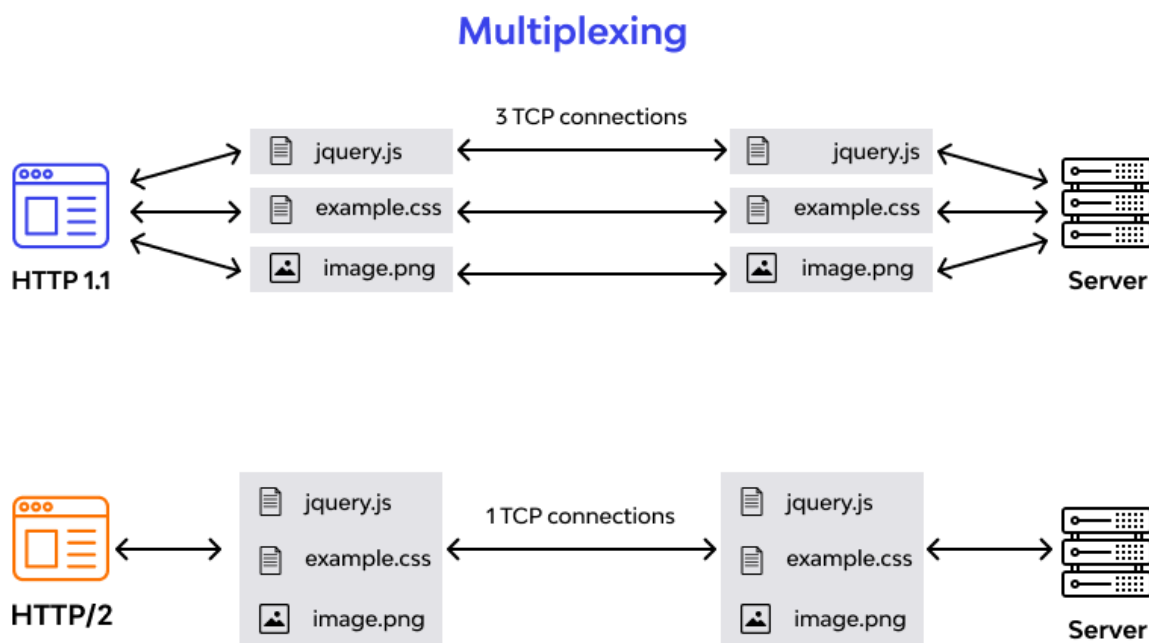 Multiplexing
3 TCP connections
jquery.js
jquery.js
example.css
example.css
image.png
image.png
HTTP 1.1
Server
1 TCP connections
jquery.js
jquery.js
example.css
example.css
image.png
image.png
HTTP/2
Server